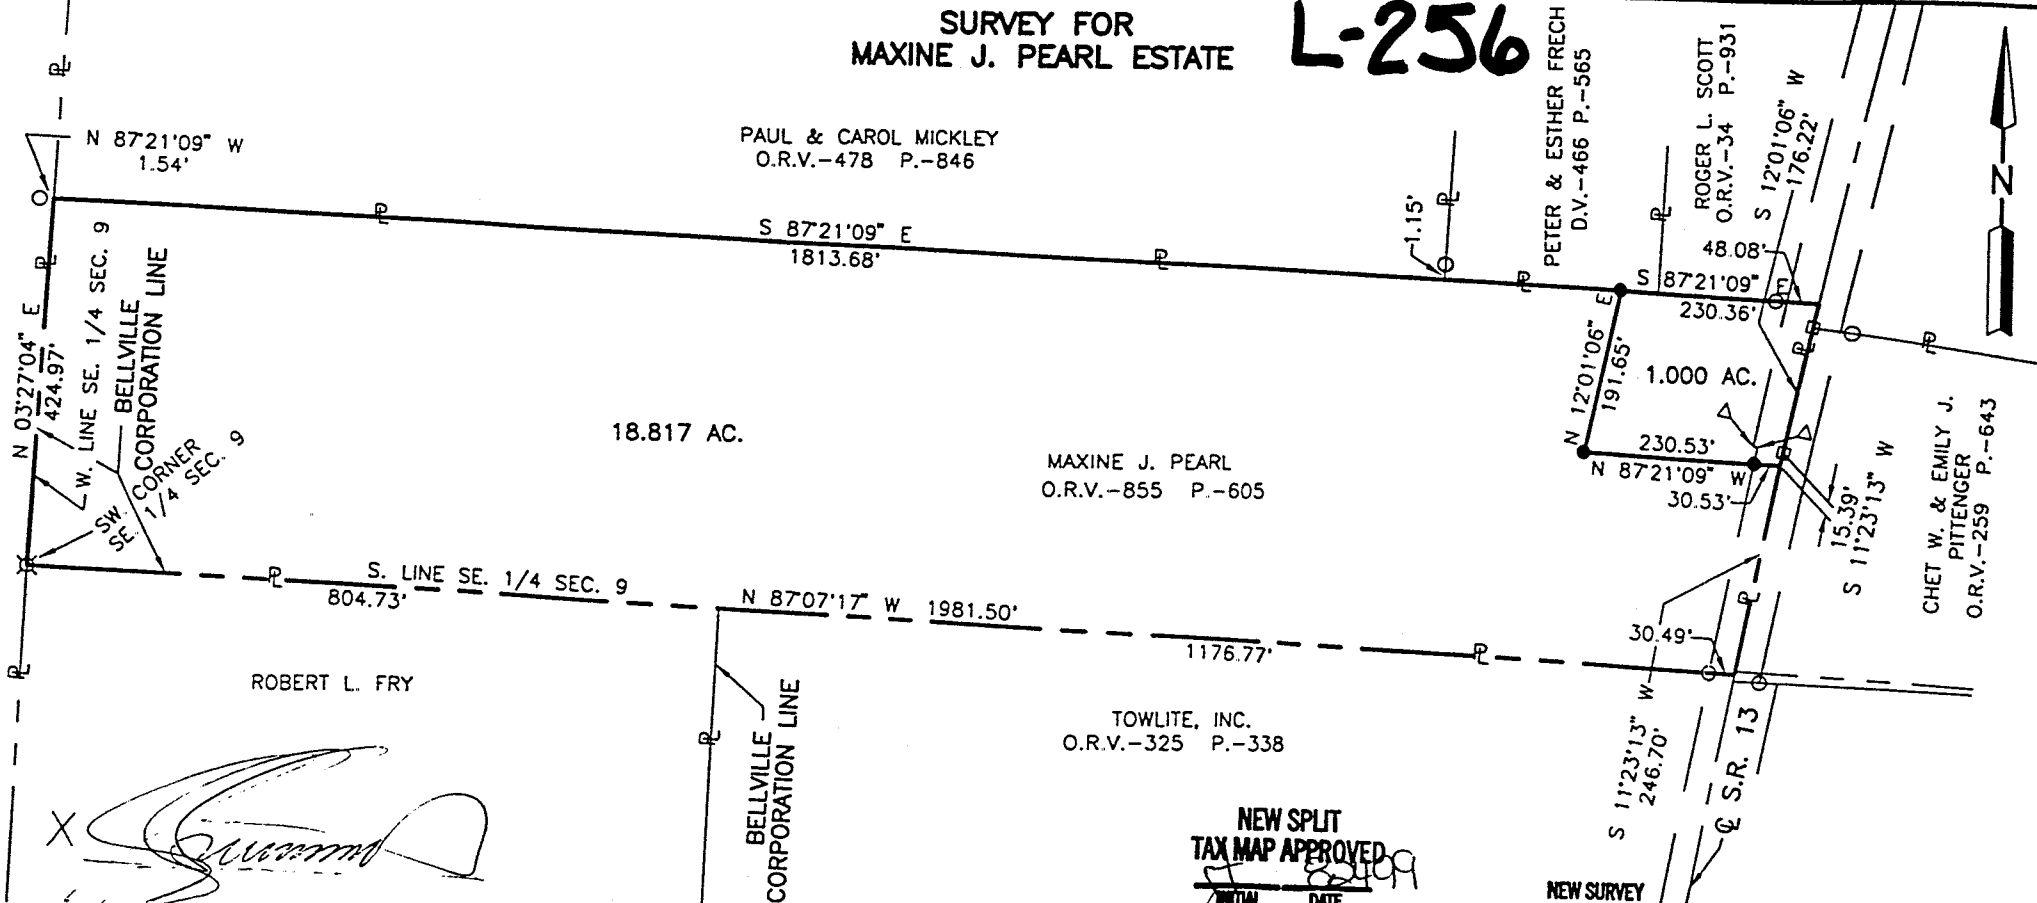 SURVEY FOR
MAXINE J. PEARL ESTATE
L-256
N 87°21'09" W
1.54'
PAUL & CAROL MICKLEY
O.R.V.-478 P.-846
PETER & ESTHER FRECH
D.V.-466 P.-565
ROGER L. SCOTT
O.R.V.-34 P.-931
S 12°01'06" W
176.22'
N
S 87°21'09" E
1813.68'
1.15'
48.08'
S 87°21'09" E
230.36'
N 03°27'04" E
424.97'
W. LINE SE. 1/4 SEC. 9
BELLVILLE
CORPORATION LINE
SW. CORNER
SE. 1/4 SEC. 9
18.817 AC.
MAXINE J. PEARL
O.R.V.-855 P.-605
N 12°01'06" E
191.65'
1.000 AC.
230.53'
N 87°21'09" W
30.53'
15.39'
S 11°23'13" W
CHET W. & EMILY J.
PITTENGER
O.R.V.-259 P.-643
S. LINE SE. 1/4 SEC. 9
804.73'
N 87°07'17" W 1981.50'
1176.77'
30.49'
S 11°23'13" W
246.70'
℄ S.R. 13
ROBERT L. FRY
BELLVILLE
CORPORATION LINE
TOWLITE, INC.
O.R.V.-325 P.-338
X
NEW SPLIT
TAX MAP APPROVED
INITIAL DATE
NEW SURVEY